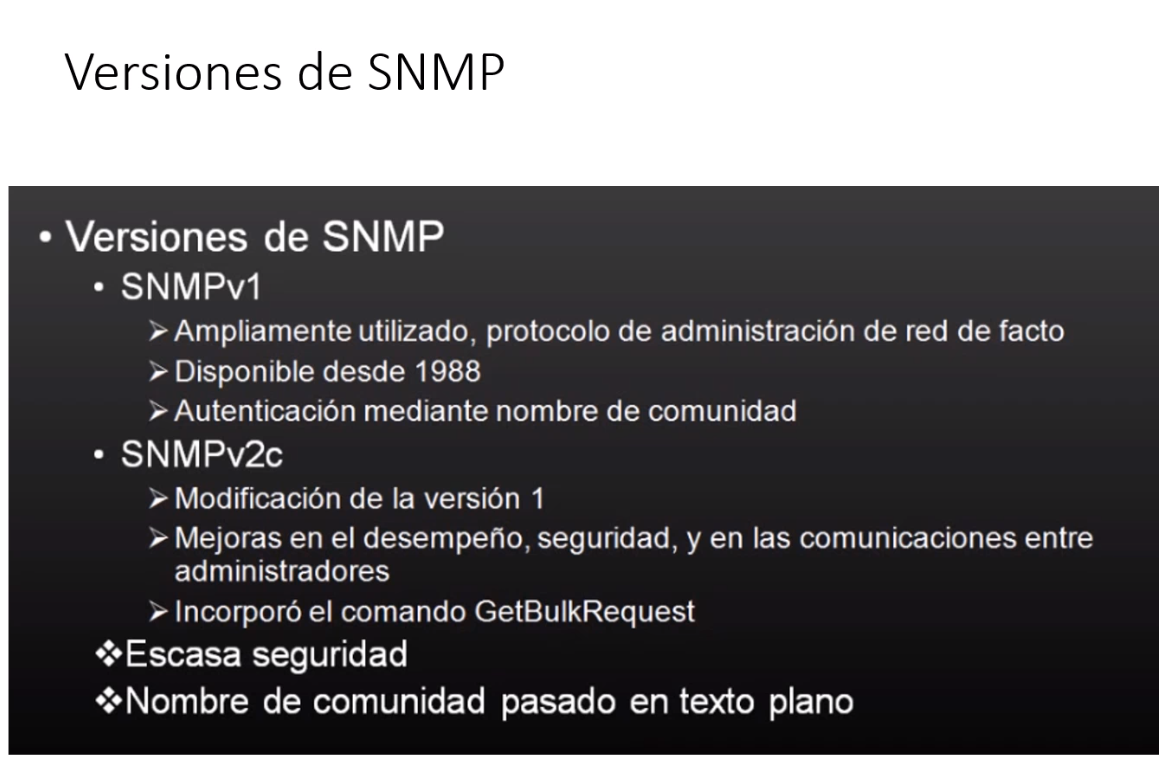 Versiones de SNMP
• Versiones de SNMP
• SNMPv1
➢ Ampliamente utilizado, protocolo de administración de red de facto
➢ Disponible desde 1988
➢ Autenticación mediante nombre de comunidad
• SNMPv2c
➢ Modificación de la versión 1
➢ Mejoras en el desempeño, seguridad, y en las comunicaciones entre
administradores
➢ Incorporó el comando GetBulkRequest
❖Escasa seguridad
❖Nombre de comunidad pasado en texto plano